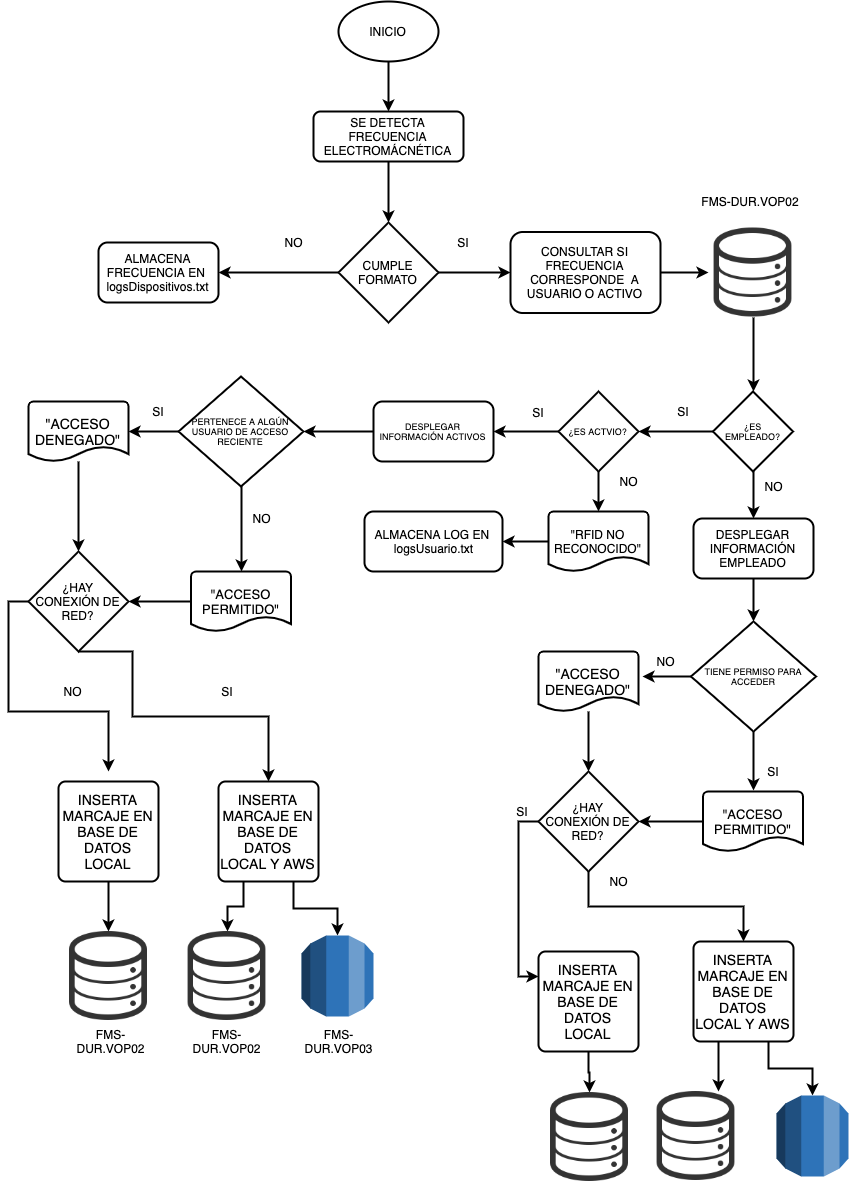 INICIO
SE DETECTA
FRECUENCIA
ELECTROMÁCNÉTICA
FMS-DUR.VOP02
NO
SI
ALMACENA
FRECUENCIA EN
logsDispositivos.txt
CUMPLE
FORMATO
CONSULTAR SI
FRECUENCIA
CORRESPONDE A
USUARIO O ACTIVO
"ACCESO
DENEGADO"
SI
PERTENECE A ALGÚN
USUARIO DE ACCESO
RECIENTE
DESPLEGAR
INFORMACIÓN ACTIVOS
SI
¿ES ACTVIO?
SI
¿ES
EMPLEADO?
NO
NO
NO
ALMACENA LOG EN
logsUsuario.txt
"RFID NO
RECONOCIDO"
DESPLEGAR
INFORMACIÓN
EMPLEADO
¿HAY
CONEXIÓN DE
RED?
"ACCESO
PERMITIDO"
NO
SI
"ACCESO
DENEGADO"
NO
TIENE PERMISO PARA
ACCEDER
SI
INSERTA
MARCAJE EN
BASE DE
DATOS
LOCAL
INSERTA
MARCAJE EN
BASE DE
DATOS
LOCAL Y AWS
SI
¿HAY
CONEXIÓN DE
RED?
"ACCESO
PERMITIDO"
NO
FMS-
DUR.VOP02
FMS-
DUR.VOP02
FMS-
DUR.VOP03
INSERTA
MARCAJE EN
BASE DE
DATOS
LOCAL
INSERTA
MARCAJE EN
BASE DE
DATOS
LOCAL Y AWS